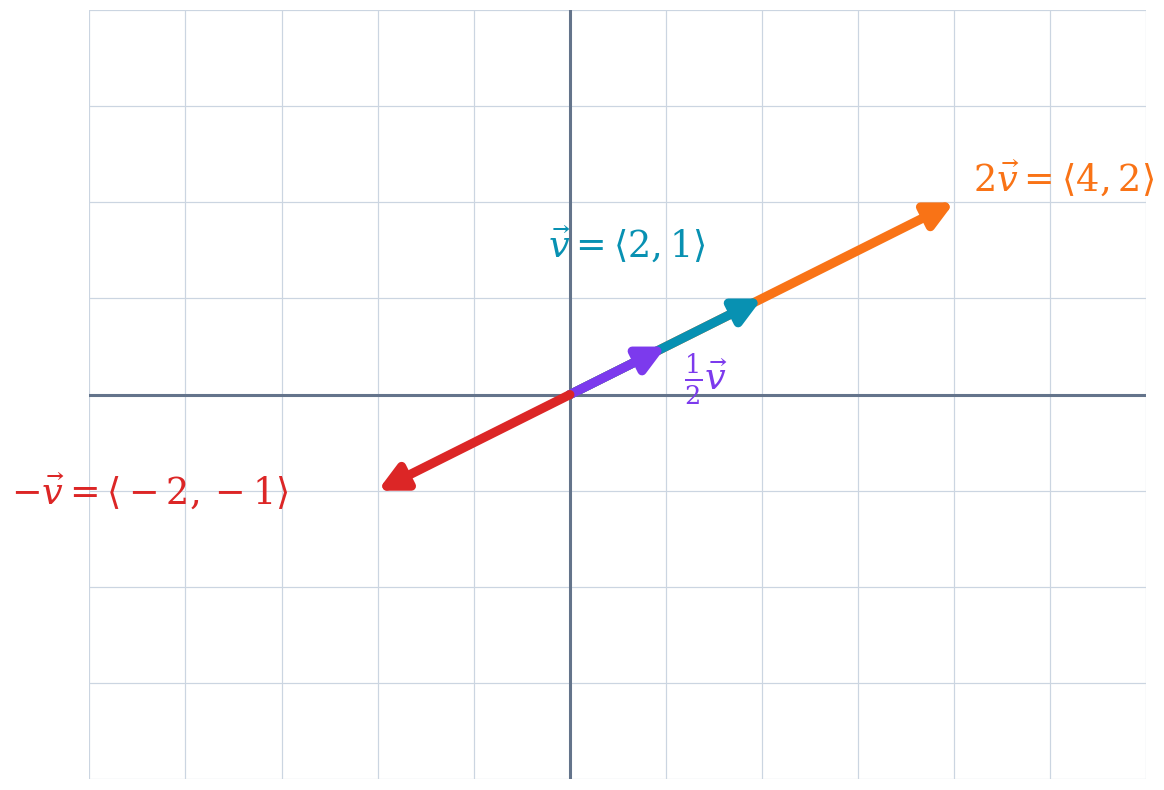 2v⃗ = ⟨4, 2⟩
v⃗ = ⟨2, 1⟩
½v⃗
−v⃗ = ⟨−2, −1⟩